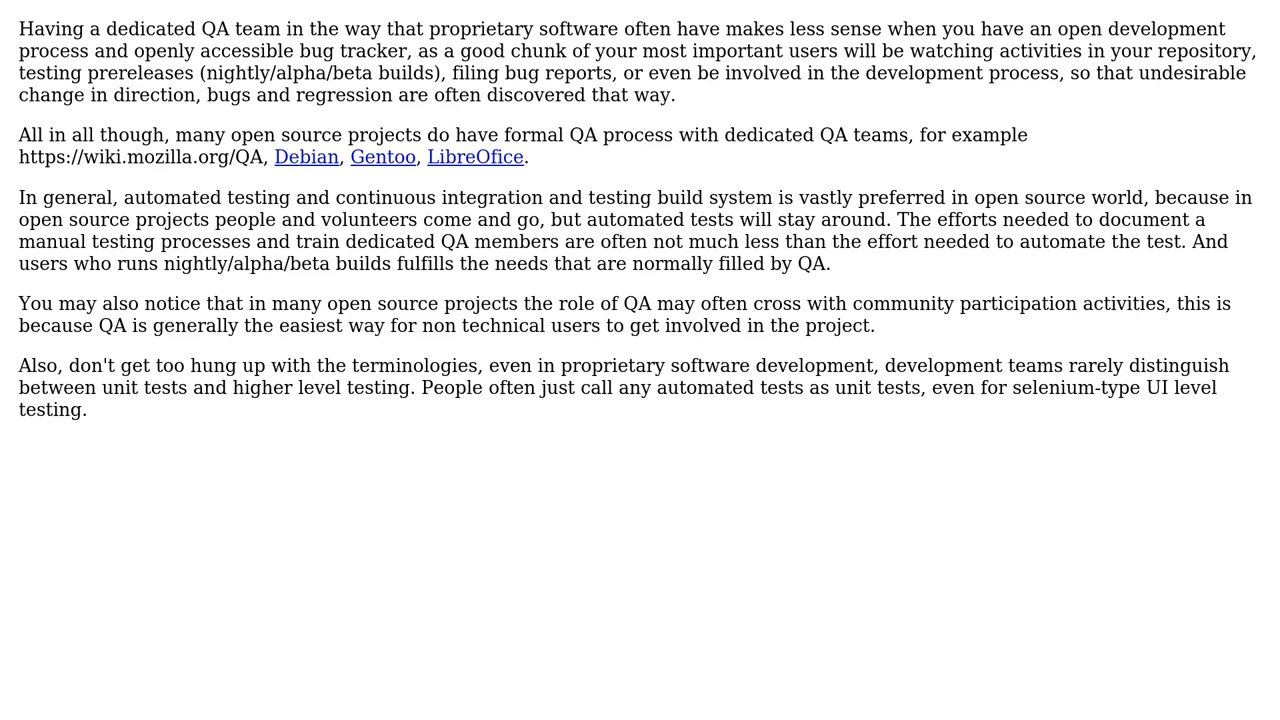 Having a dedicated QA team in the way that proprietary software often have makes less sense when you have an open development
process and openly accessible bug tracker, as a good chunk of your most important users will be watching activities in your repository,
testing prereleases (nightly/alpha/beta builds), filing bug reports, or even be involved in the development process, so that undesirable
change in direction, bugs and regression are often discovered that way.
All in all though, many open source projects do have formal QA process with dedicated QA teams, for example
https://wiki.mozilla.org/QA, Debian, Gentoo, LibreOfice.
In general, automated testing and continuous integration and testing build system is vastly preferred in open source world, because in
open source projects people and volunteers come and go, but automated tests will stay around. The efforts needed to document a
manual testing processes and train dedicated QA members are often not much less than the effort needed to automate the test. And
users who runs nightly/alpha/beta builds fulfills the needs that are normally filled by QA.
You may also notice that in many open source projects the role of QA may often cross with community participation activities, this is
because QA is generally the easiest way for non technical users to get involved in the project.
Also, don't get too hung up with the terminologies, even in proprietary software development, development teams rarely distinguish
between unit tests and higher level testing. People often just call any automated tests as unit tests, even for selenium-type UI level
testing.